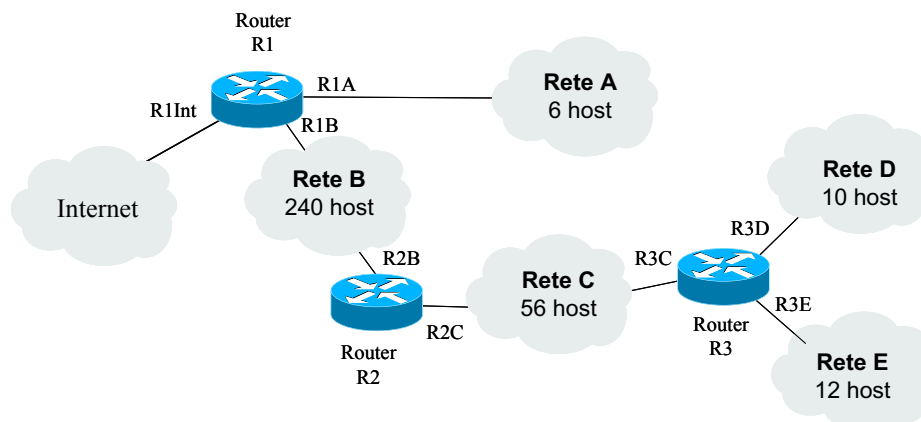 Router
R1
R1A
R1Int
R1B
Rete A
6 host
Internet
Rete B
240 host
Rete D
10 host
R2B
R3C
R3D
Rete C
56 host
R2C
R3E
Router
R2
Router
R3
Rete E
12 host